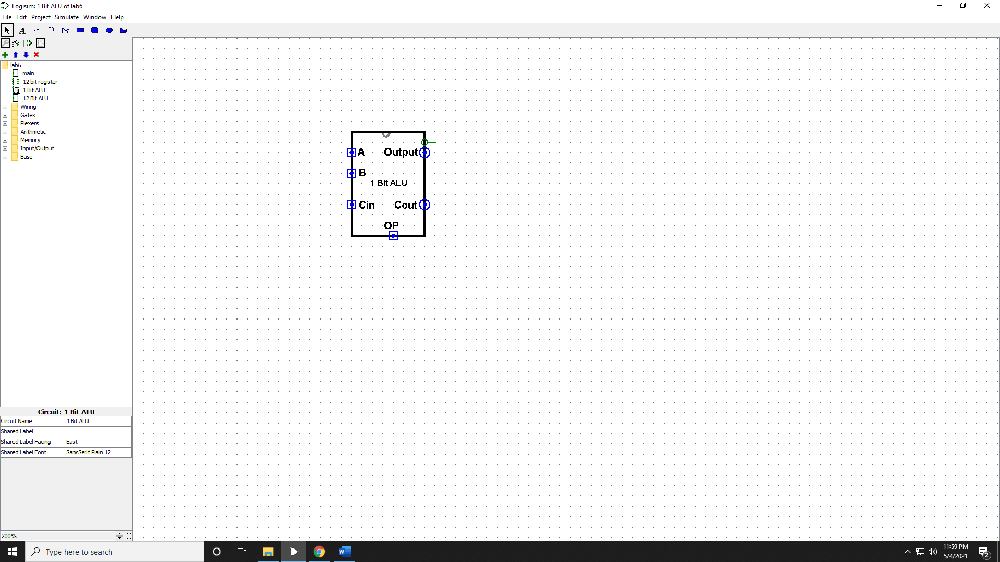 Logisim: 1 Bit ALU of lab6
File Edit Project Simulate Window Help
A
lab6
main
12 bit register
1 Bit ALU
12 Bit ALU
Wiring
Gates
Plexers
Arithmetic
Memory
Input/Output
Base
A Output
B
1 Bit ALU
Cin Cout
OP
Circuit: 1 Bit ALU
Circuit Name 1 Bit ALU
Shared Label
Shared Label Facing East
Shared Label Font SansSerif Plain 12
200%
Type here to search
W
11:59 PM
5/4/2021
2